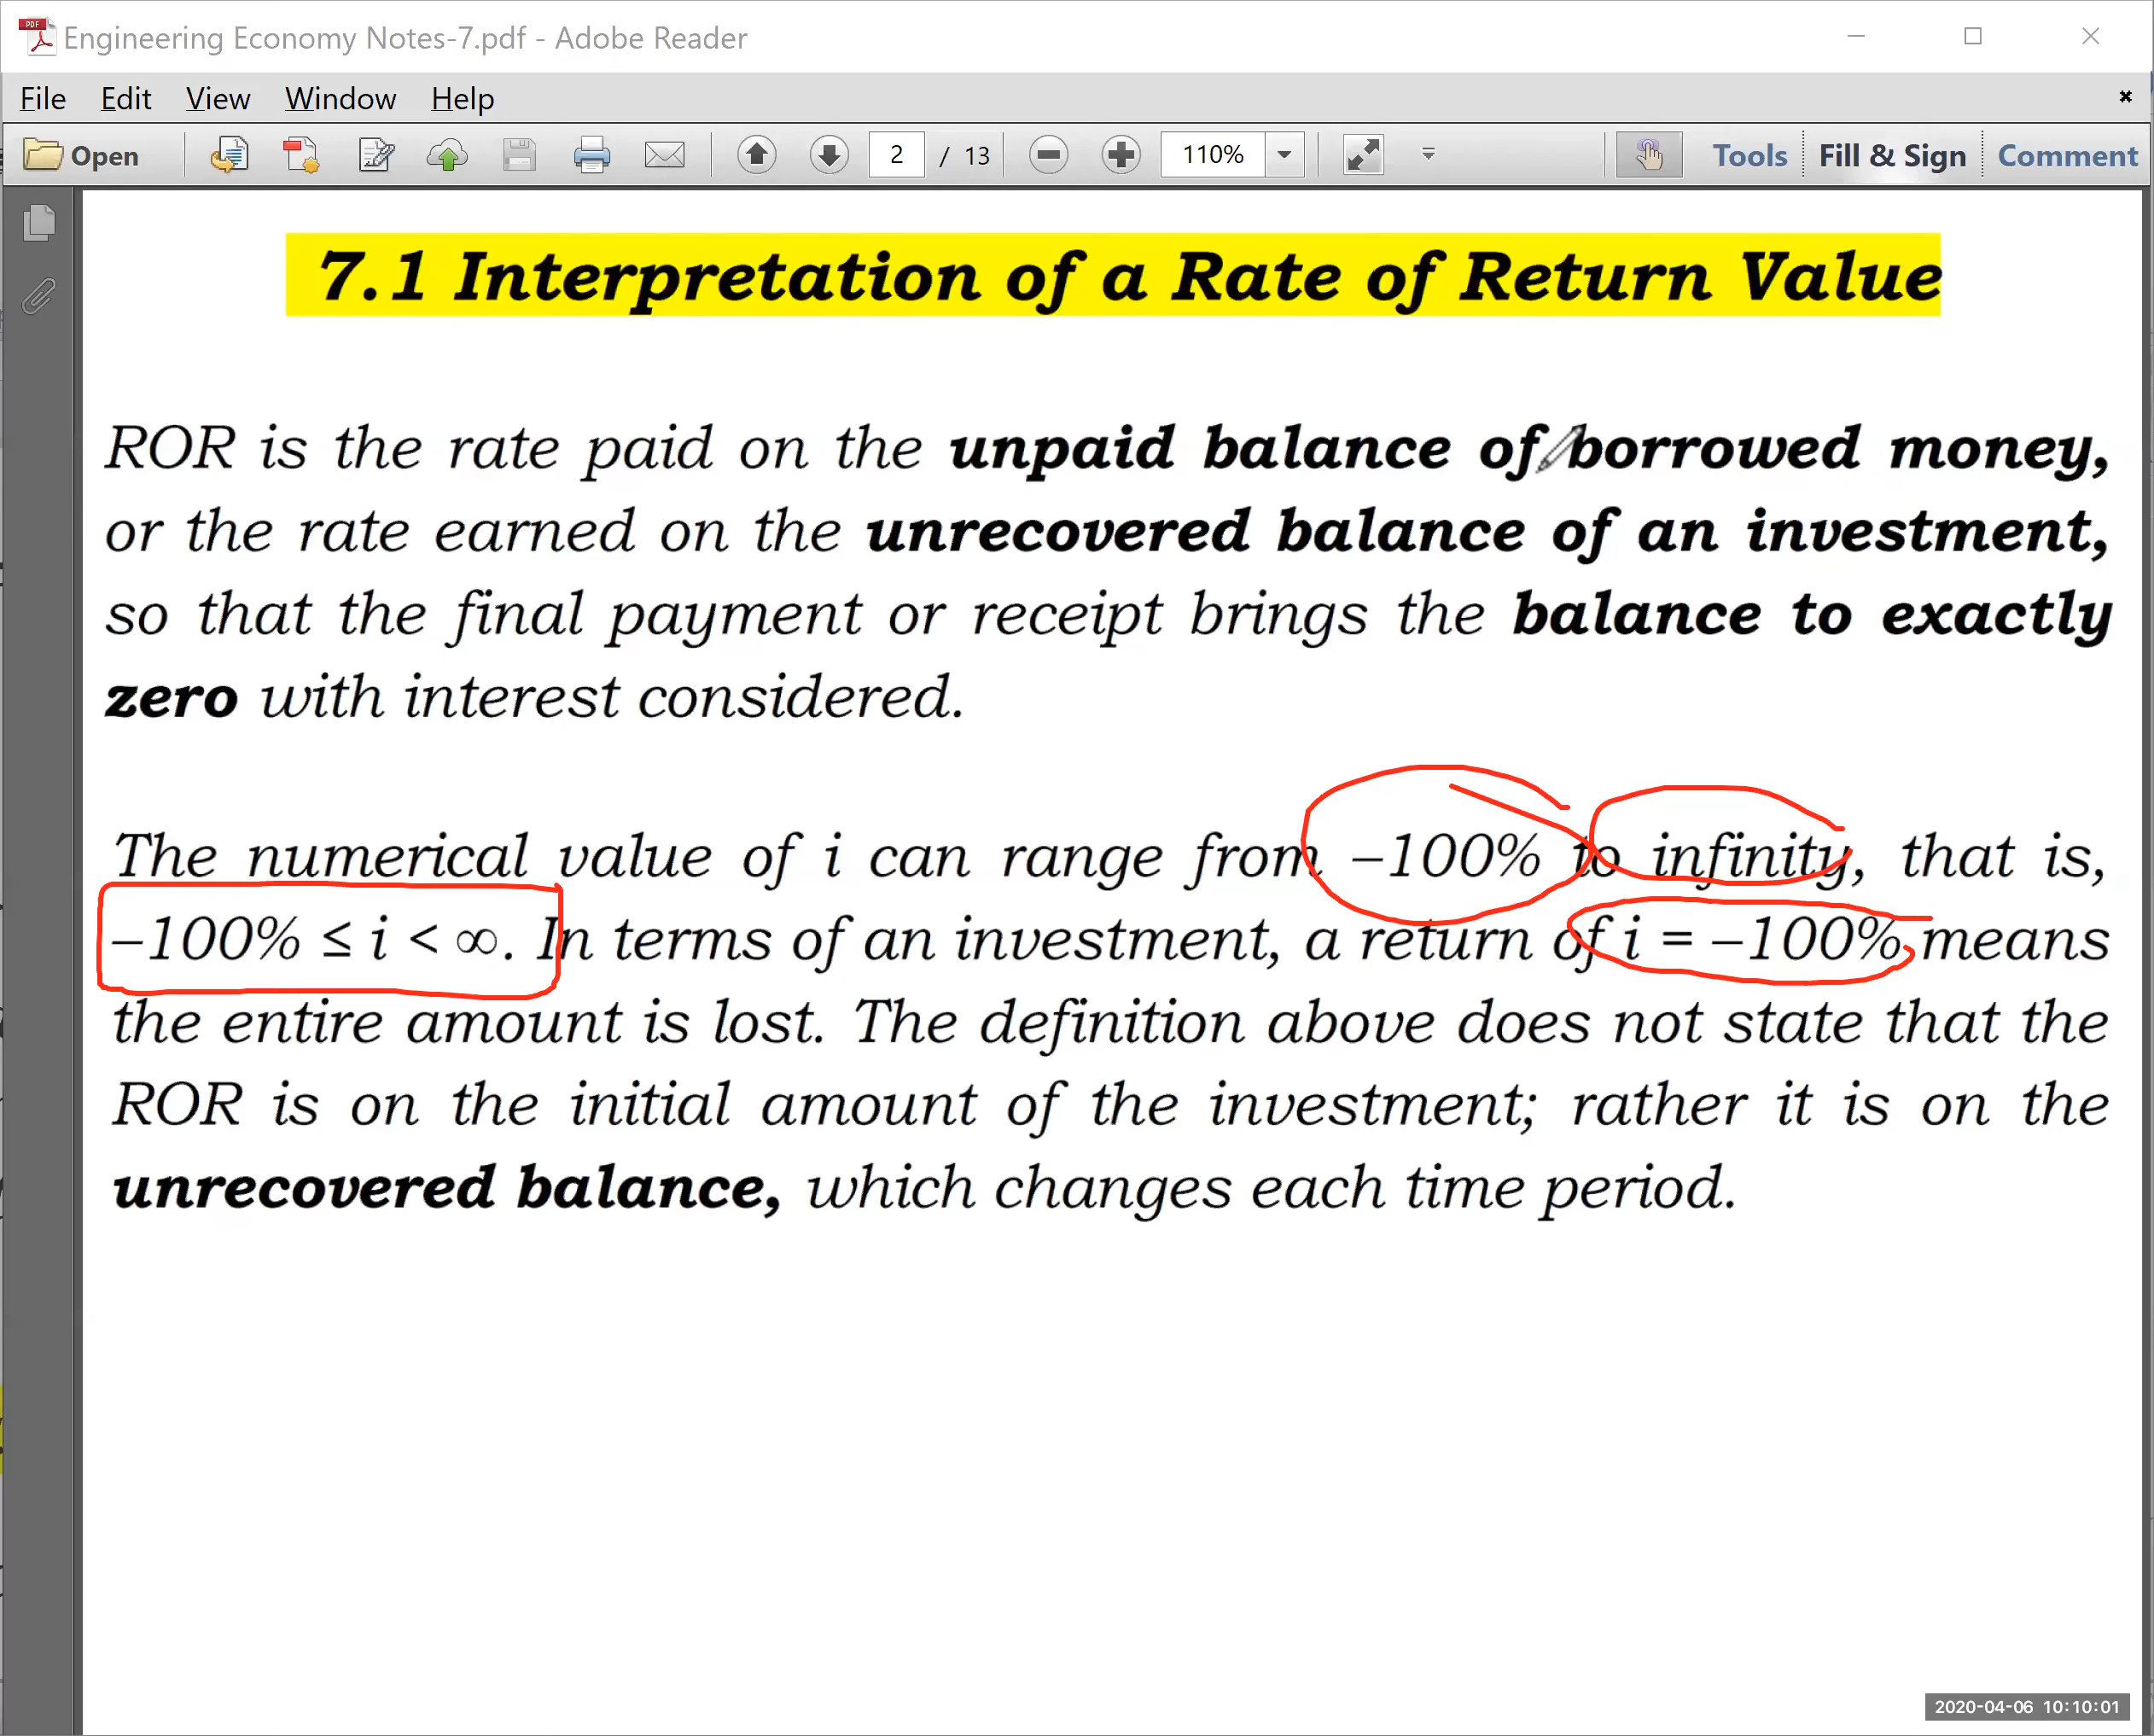 Engineering Economy Notes-7.pdf - Adobe Reader
File Edit View Window Help
Open 2 / 13 110% Tools Fill & Sign Comment
7.1 Interpretation of a Rate of Return Value
ROR is the rate paid on the unpaid balance of borrowed money,
or the rate earned on the unrecovered balance of an investment,
so that the final payment or receipt brings the balance to exactly
zero with interest considered.
The numerical value of i can range from –100% to infinity, that is,
–100% ≤ i < ∞. In terms of an investment, a return of i = –100% means
the entire amount is lost. The definition above does not state that the
ROR is on the initial amount of the investment; rather it is on the
unrecovered balance, which changes each time period.
2020-04-06 10:10:01